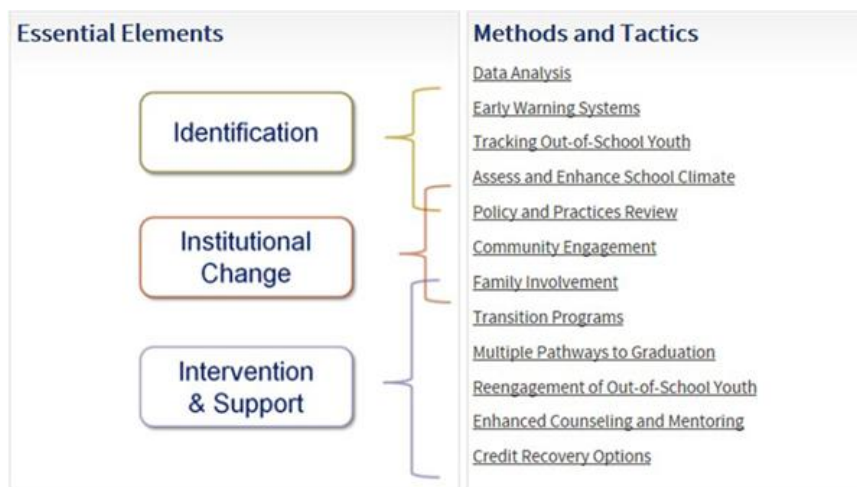 Essential Elements
Identification
Institutional
Change
Intervention
& Support
Methods and Tactics
Data Analysis
Early Warning Systems
Tracking Out-of-School Youth
Assess and Enhance School Climate
Policy and Practices Review
Community Engagement
Family Involvement
Transition Programs
Multiple Pathways to Graduation
Reengagement of Out-of-School Youth
Enhanced Counseling and Mentoring
Credit Recovery Options